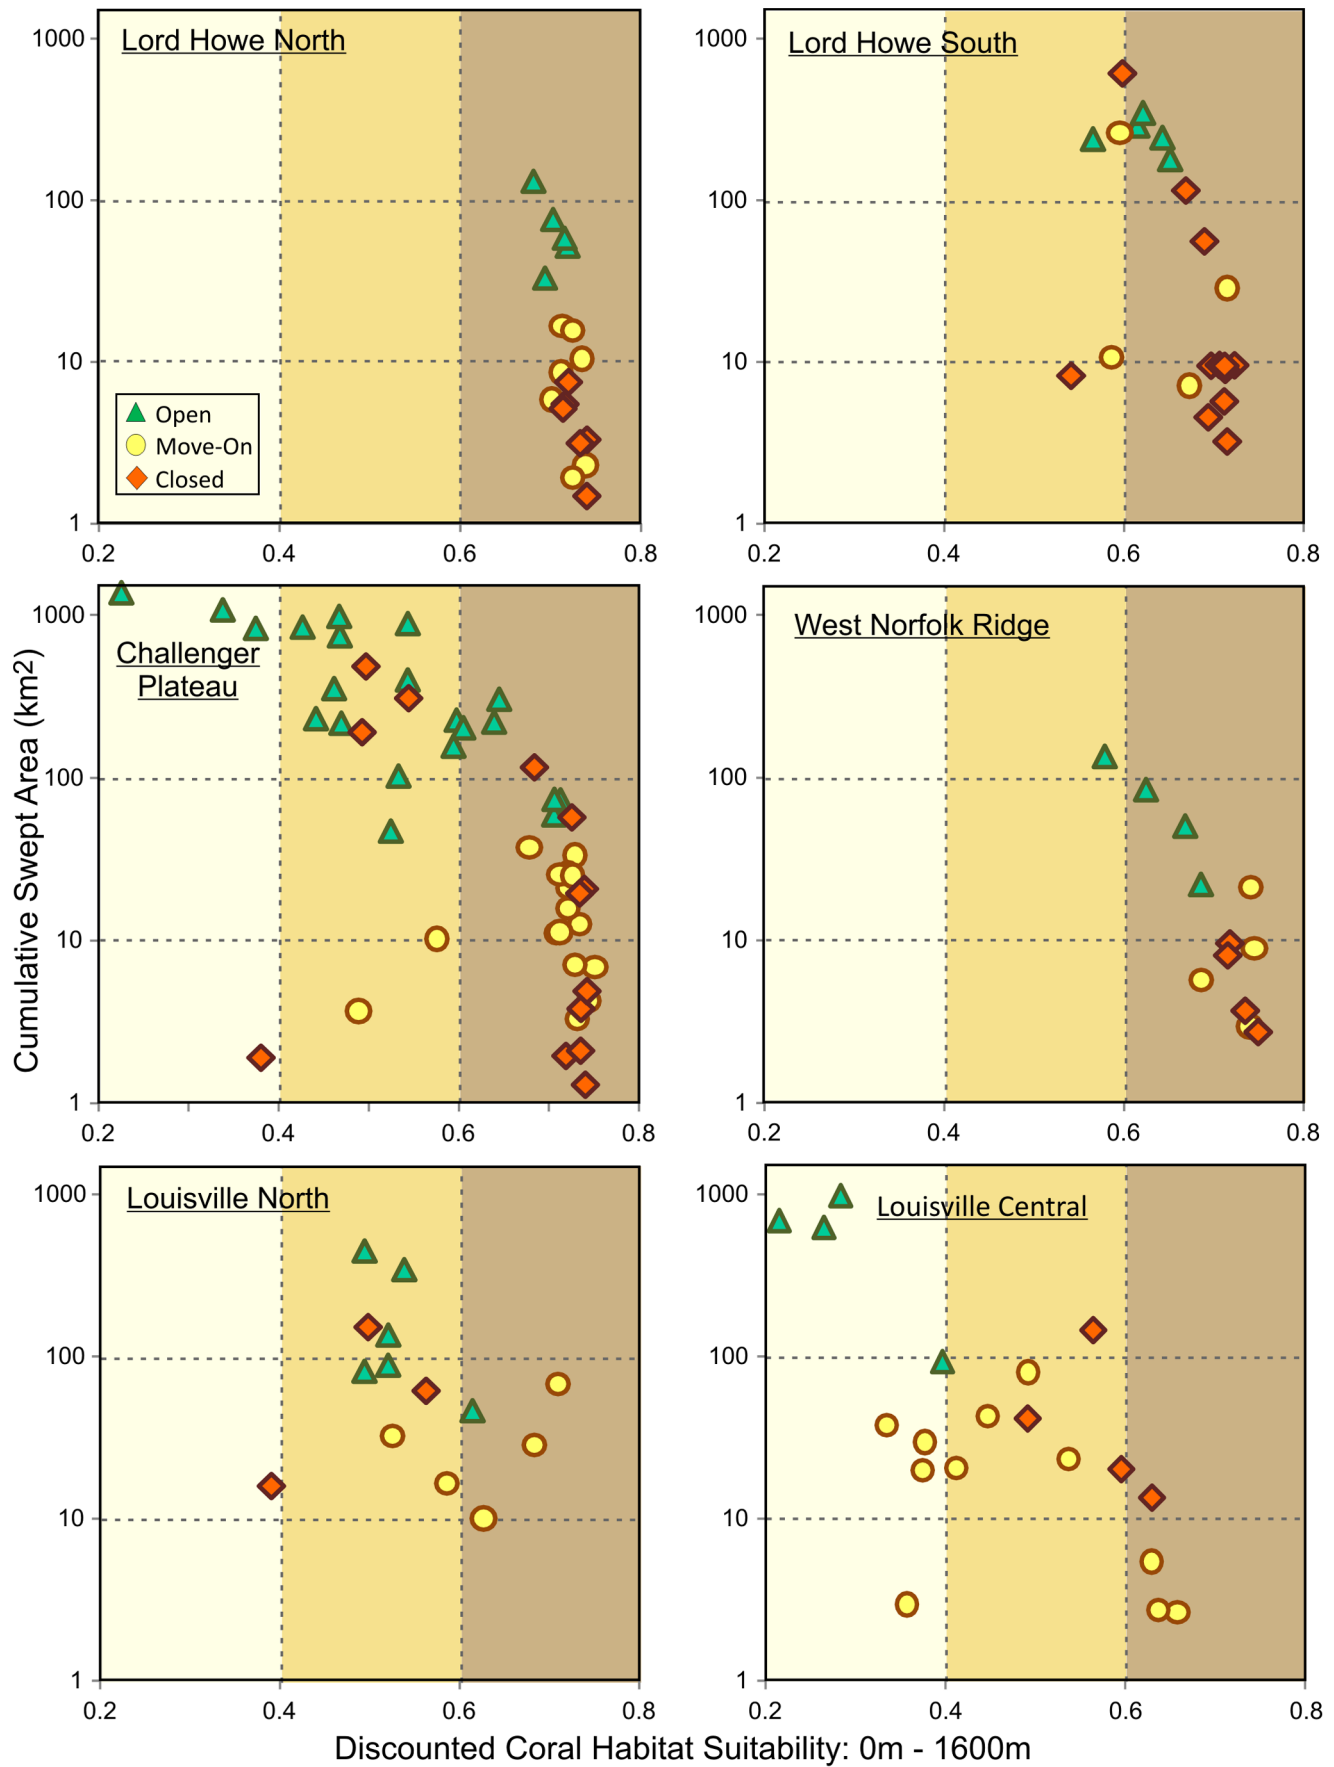 Lord Howe North
1000
100
10
1
Open
Move-On
Closed
0.2 0.4 0.6 0.8
Lord Howe South
1000
100
10
1
0.2 0.4 0.6 0.8
Cumulative Swept Area (km2)
Challenger
Plateau
1000
100
10
1
0.2 0.4 0.6 0.8
West Norfolk Ridge
1000
100
10
1
0.2 0.4 0.6 0.8
Louisville North
1000
100
10
1
0.2 0.4 0.6 0.8
Louisville Central
1000
100
10
1
0.2 0.4 0.6 0.8
Discounted Coral Habitat Suitability: 0m - 1600m